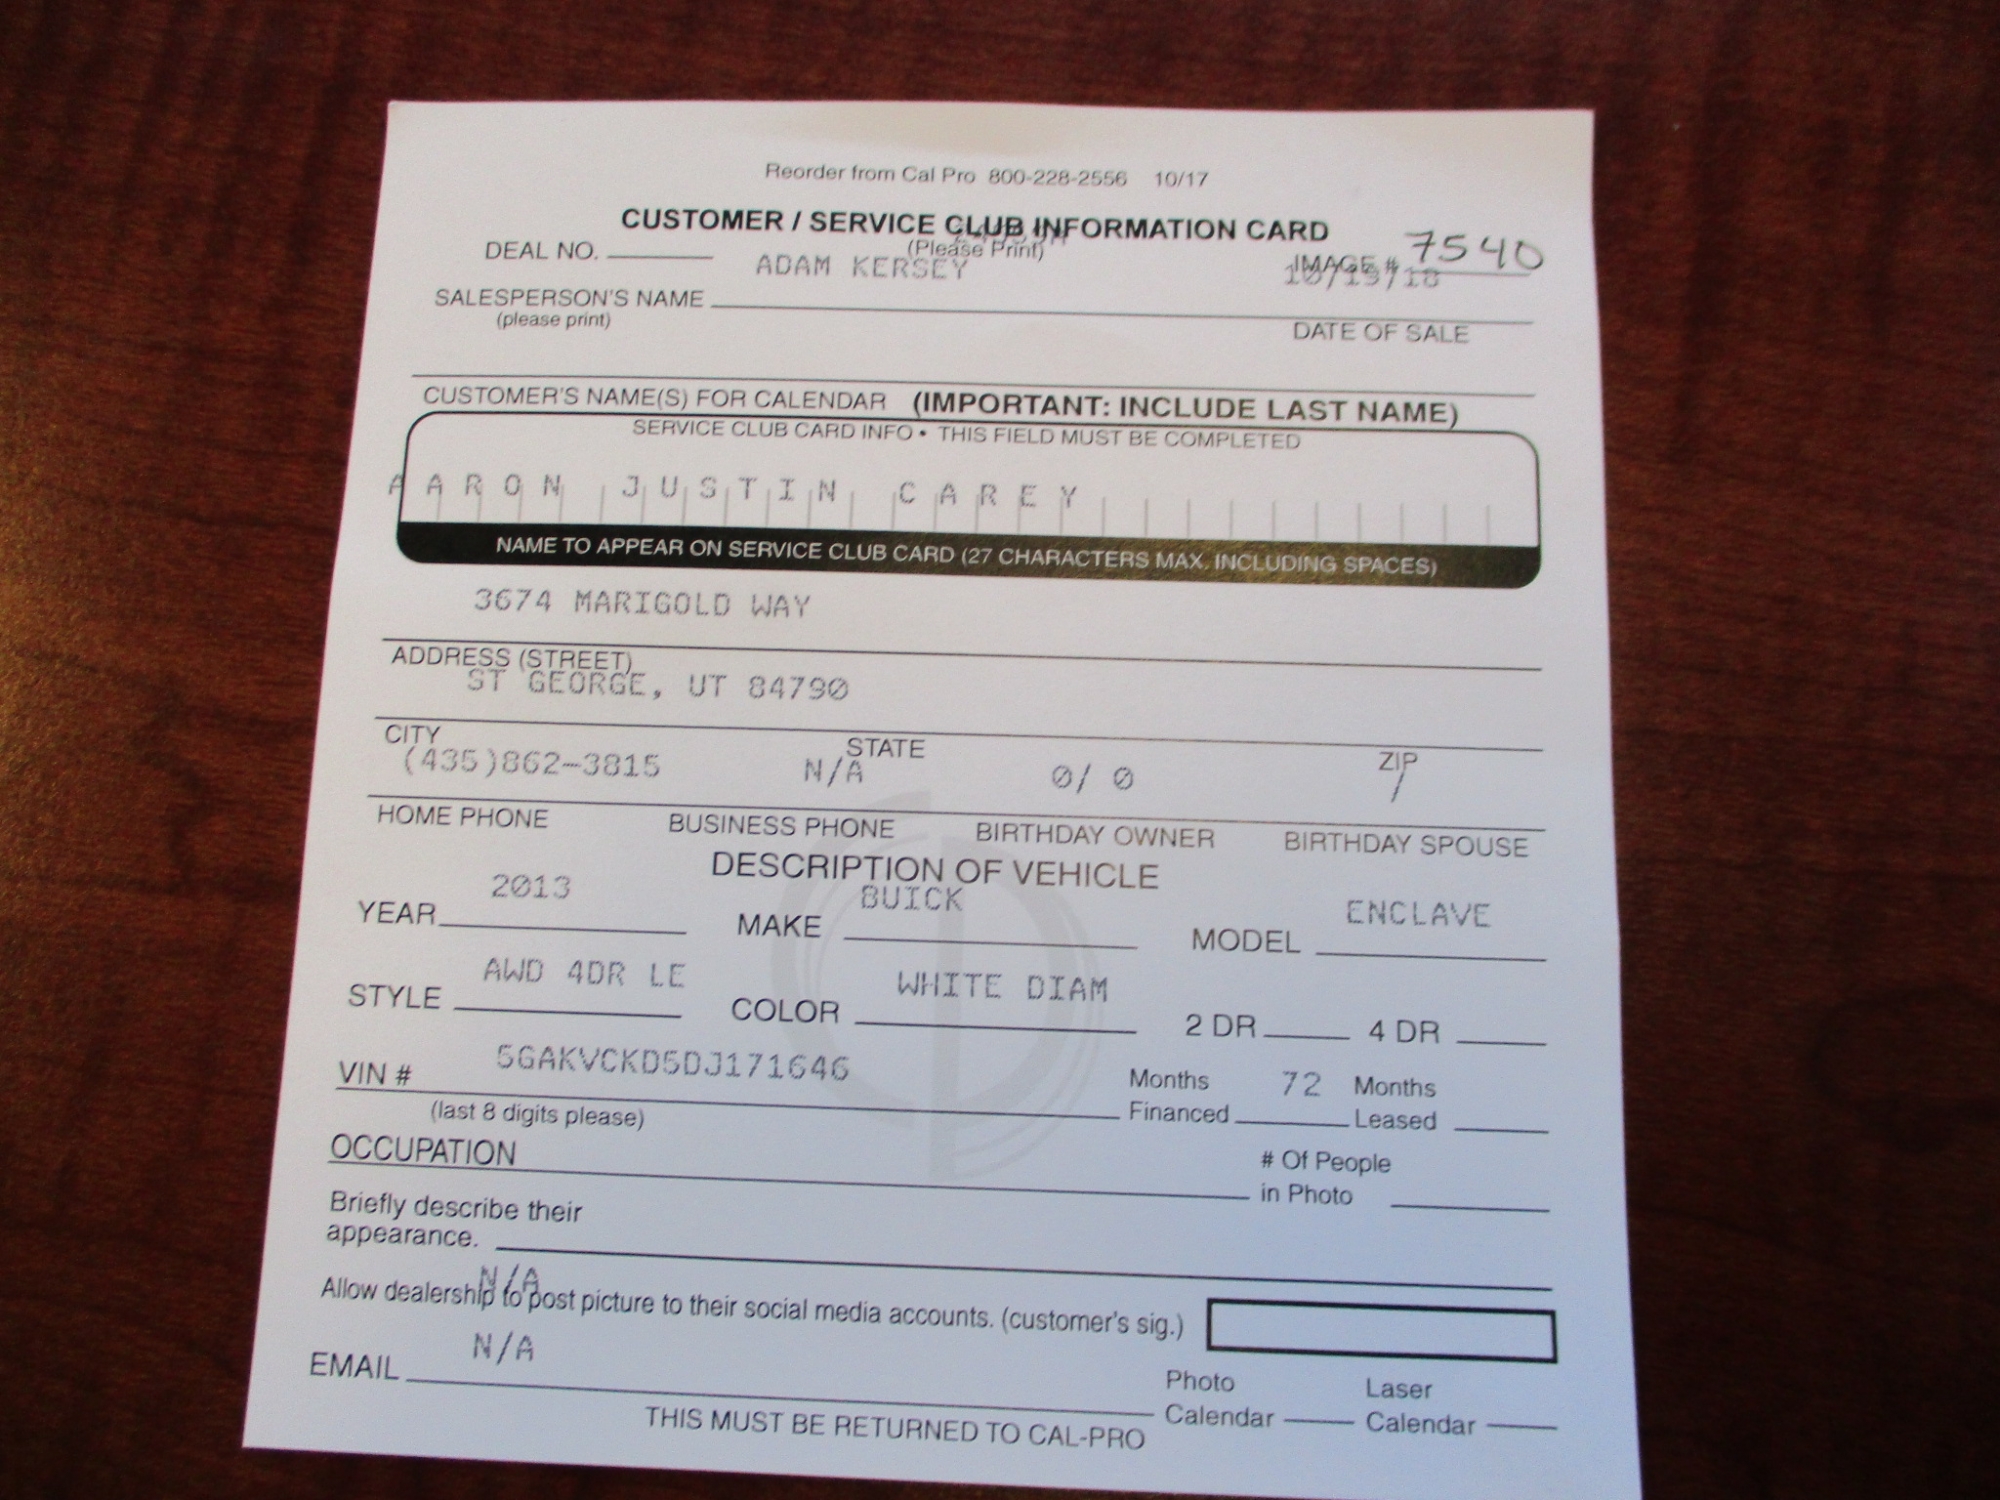 Reorder from Cal Pro 800-228-2556 10/17
CUSTOMER / SERVICE CLUB INFORMATION CARD
(Please Print)
DEAL NO.
ADAM KERSEY
IMAGE # 7540
SALESPERSON'S NAME
(please print)
DATE OF SALE
CUSTOMER'S NAME(S) FOR CALENDAR (IMPORTANT: INCLUDE LAST NAME)
SERVICE CLUB CARD INFO • THIS FIELD MUST BE COMPLETED
AARON JUSTIN CAREY
NAME TO APPEAR ON SERVICE CLUB CARD (27 CHARACTERS MAX. INCLUDING SPACES)
3674 MARIGOLD WAY
ADDRESS (STREET)
ST GEORGE, UT 84790
CITY STATE ZIP
(435)862-3815 N/A 0/ 0 /
HOME PHONE BUSINESS PHONE BIRTHDAY OWNER BIRTHDAY SPOUSE
DESCRIPTION OF VEHICLE
YEAR 2013 MAKE BUICK MODEL ENCLAVE
STYLE AWD 4DR LE COLOR WHITE DIAM 2 DR 4 DR
VIN # 5GAKVCKD5DJ171646 Months Financed 72 Months Leased
(last 8 digits please)
OCCUPATION # Of People in Photo
Briefly describe their
appearance.
N/A
Allow dealership to post picture to their social media accounts. (customer's sig.)
EMAIL N/A
Photo Calendar Laser Calendar
THIS MUST BE RETURNED TO CAL-PRO